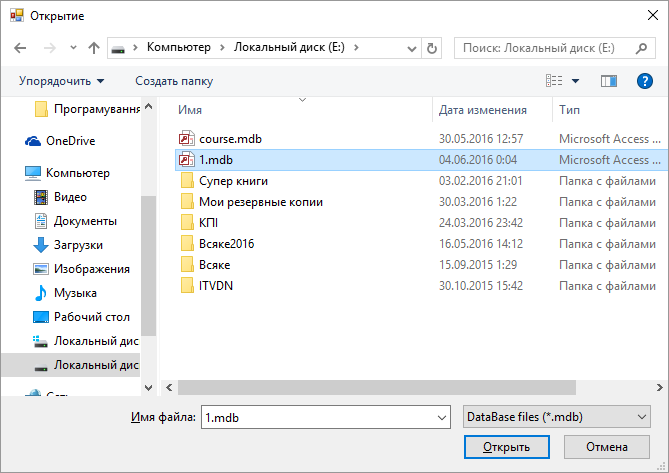 Открытие
Компьютер > Локальный диск (E:) >
Поиск: Локальный диск (E:)
Упорядочить
Создать папку
?
Програмування
OneDrive
Компьютер
Видео
Документы
Загрузки
Изображения
Музыка
Рабочий стол
Локальный дис
Локальный дис
Имя Дата изменения Тип
course.mdb 30.05.2016 12:57 Microsoft Access ...
1.mdb 04.06.2016 0:04 Microsoft Access ...
Супер книги 03.02.2016 21:01 Папка с файлами
Мои резервные копии 30.03.2016 1:22 Папка с файлами
КПІ 24.03.2016 23:42 Папка с файлами
Всяке2016 16.05.2016 14:12 Папка с файлами
Всяке 15.09.2015 1:29 Папка с файлами
ITVDN 30.10.2015 15:42 Папка с файлами
Имя файла: 1.mdb
DataBase files (*.mdb)
Открыть
Отмена